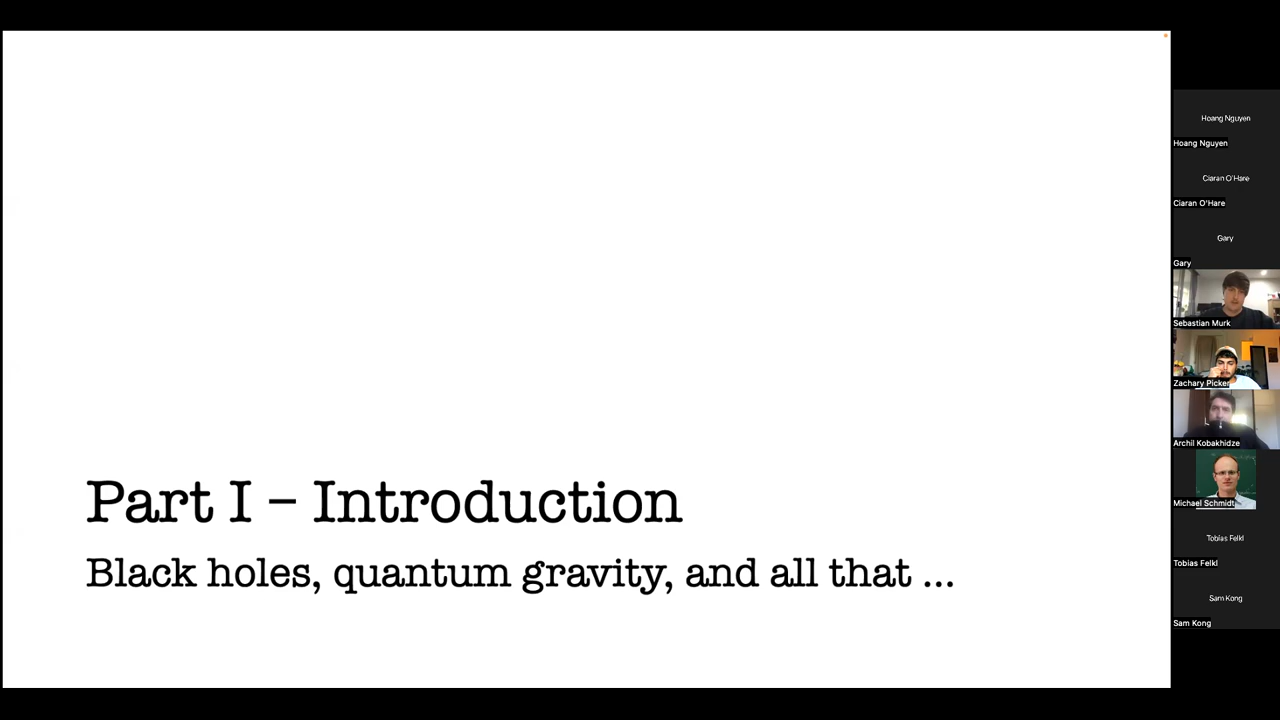 Part I – Introduction
Black holes, quantum gravity, and all that ...
Hoang Nguyen
Hoang Nguyen
Ciaran O'Hare
Ciaran O'Hare
Gary
Gary
Sebastian Murk
Zachary Picker
Archil Kobakhidze
Michael Schmidt
Tobias Felkl
Tobias Felkl
Sam Kong
Sam Kong